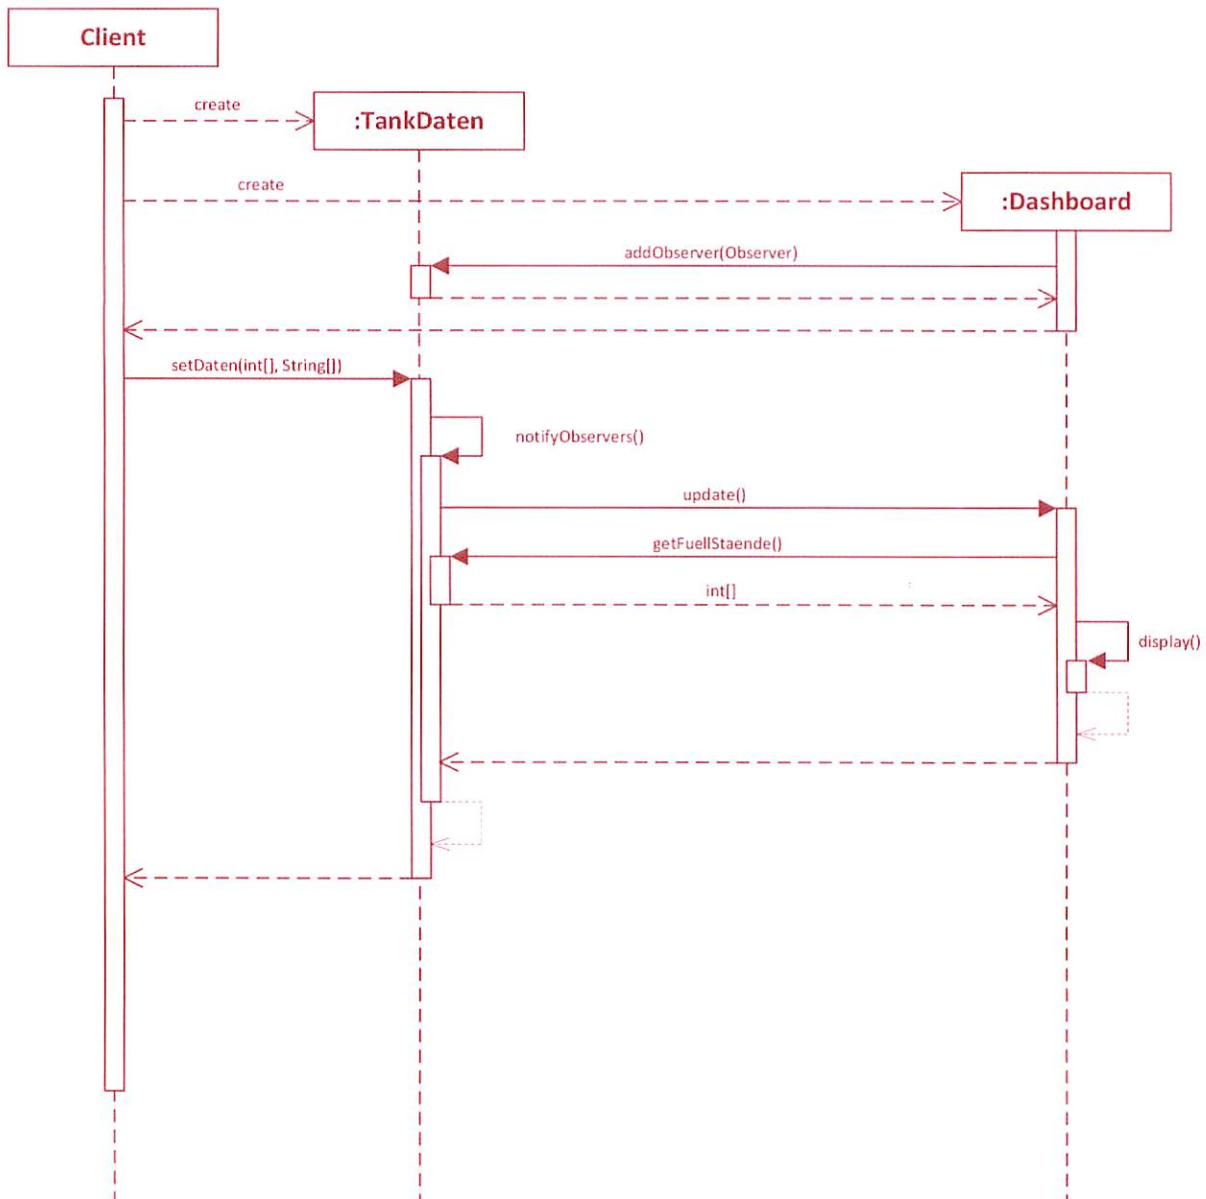 Client
create
:TankDaten
create
:Dashboard
addObserver(Observer)
setDaten(int[], String[])
notifyObservers()
update()
getFuellStaende()
int[]
display()